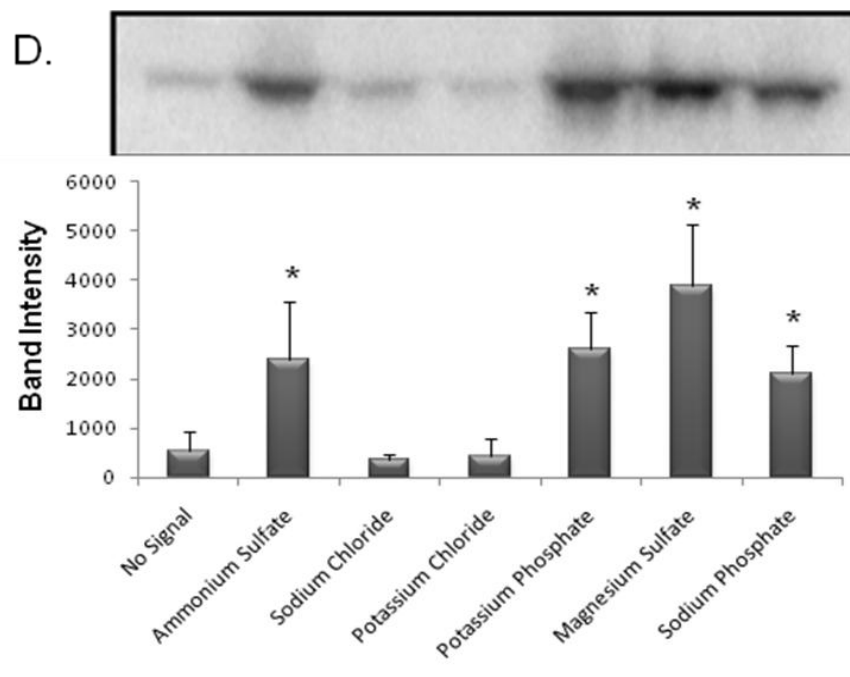 D.
6000
5000
4000
3000
2000
1000
0
Band Intensity
*
*
*
*
No Signal
Ammonium Sulfate
Sodium Chloride
Potassium Chloride
Potassium Phosphate
Magnesium Sulfate
Sodium Phosphate